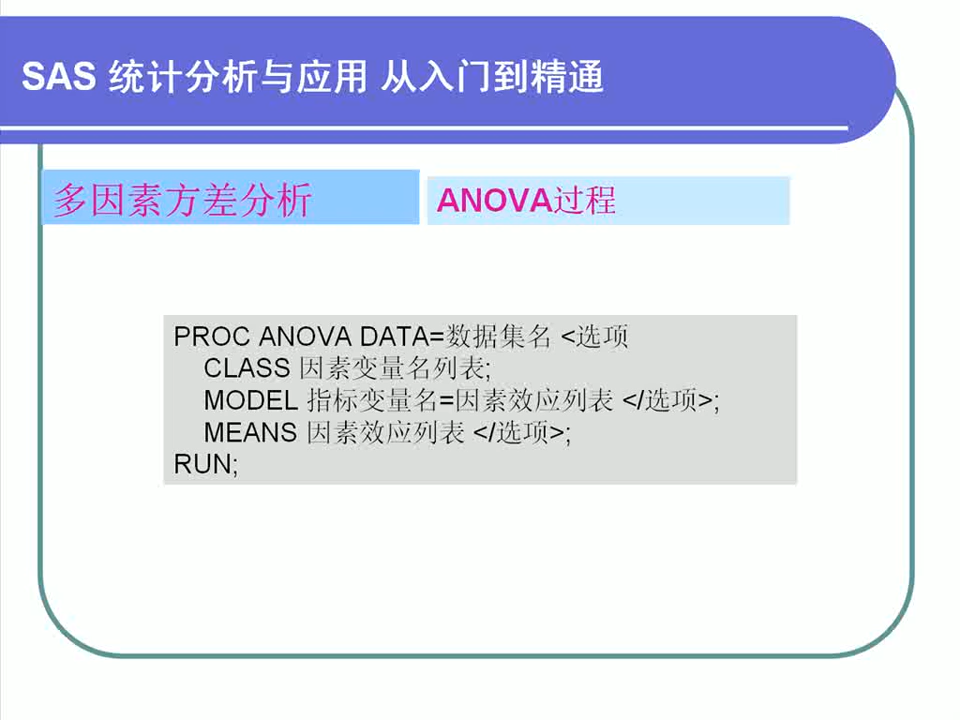 SAS 统计分析与应用 从入门到精通
多因素方差分析
ANOVA过程
PROC ANOVA DATA=数据集名 <选项
CLASS 因素变量名列表;
MODEL 指标变量名=因素效应列表 </选项>;
MEANS 因素效应列表 </选项>;
RUN;